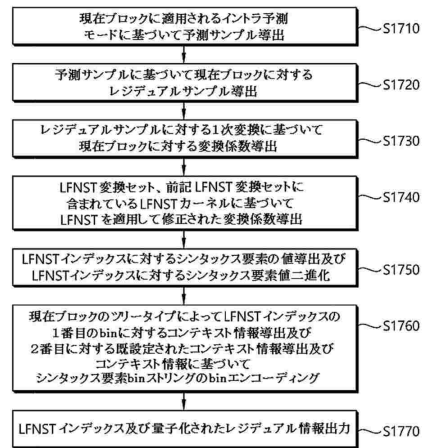 現在ブロックに適用されるイントラ予測
モードに基づいて予測サンプル導出
S1710
予測サンプルに基づいて現在ブロックに対する
レジデュアルサンプル導出
S1720
レジデュアルサンプルに対する1次変換に基づいて
現在ブロックに対する変換係数導出
S1730
LFNST変換セット、前記LFNST変換セットに
含まれているLFNSTカーネルに基づいて
LFNSTを適用して修正された変換係数導出
S1740
LFNSTインデックスに対するシンタックス要素の値導出及び
LFNSTインデックスに対するシンタックス要素値二進化
S1750
現在ブロックのツリータイプによってLFNSTインデックスの
1番目のbinに対するコンテキスト情報導出及び
2番目に対する既設定されたコンテキスト情報導出及び
コンテキスト情報に基づいて
シンタックス要素binストリングのbinエンコーディング
S1760
LFNSTインデックス及び量子化されたレジデュアル情報出力
S1770